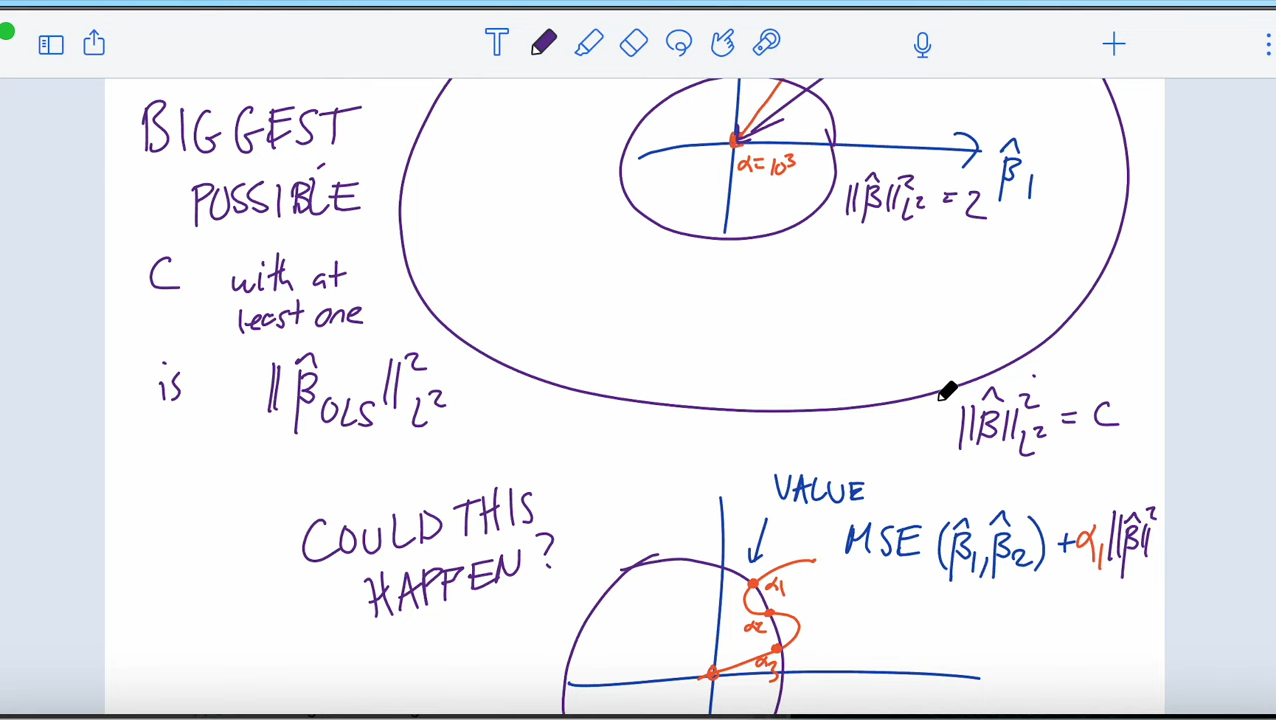 BIGGEST
POSSIBLE
C with at
least one
is ||β̂OLS||²L²
α=10³
||β̂||²L² = 2
β̂1
||β̂||²L² = C
COULD THIS
HAPPEN?
VALUE
MSE (β̂1, β̂2) + α1||β̂||²
α1
α2
α3